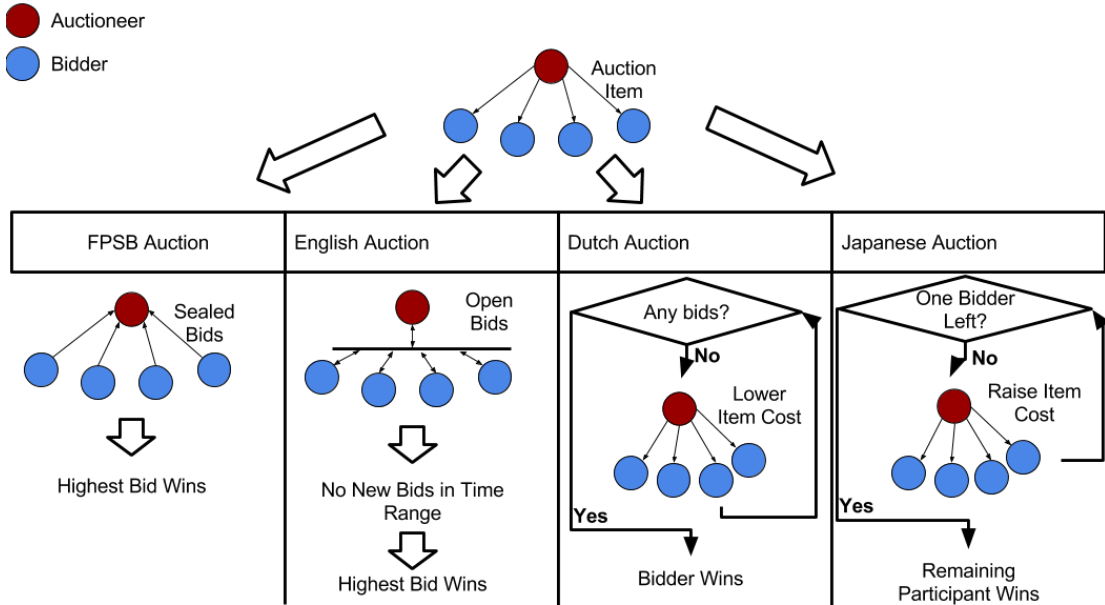 Auctioneer
Bidder
Auction
Item
FPSB Auction
English Auction
Dutch Auction
Japanese Auction
Sealed
Bids
Highest Bid Wins
Open
Bids
No New Bids in Time
Range
Highest Bid Wins
Any bids?
No
Lower
Item Cost
Yes
Bidder Wins
One Bidder
Left?
No
Raise Item
Cost
Yes
Remaining
Participant Wins